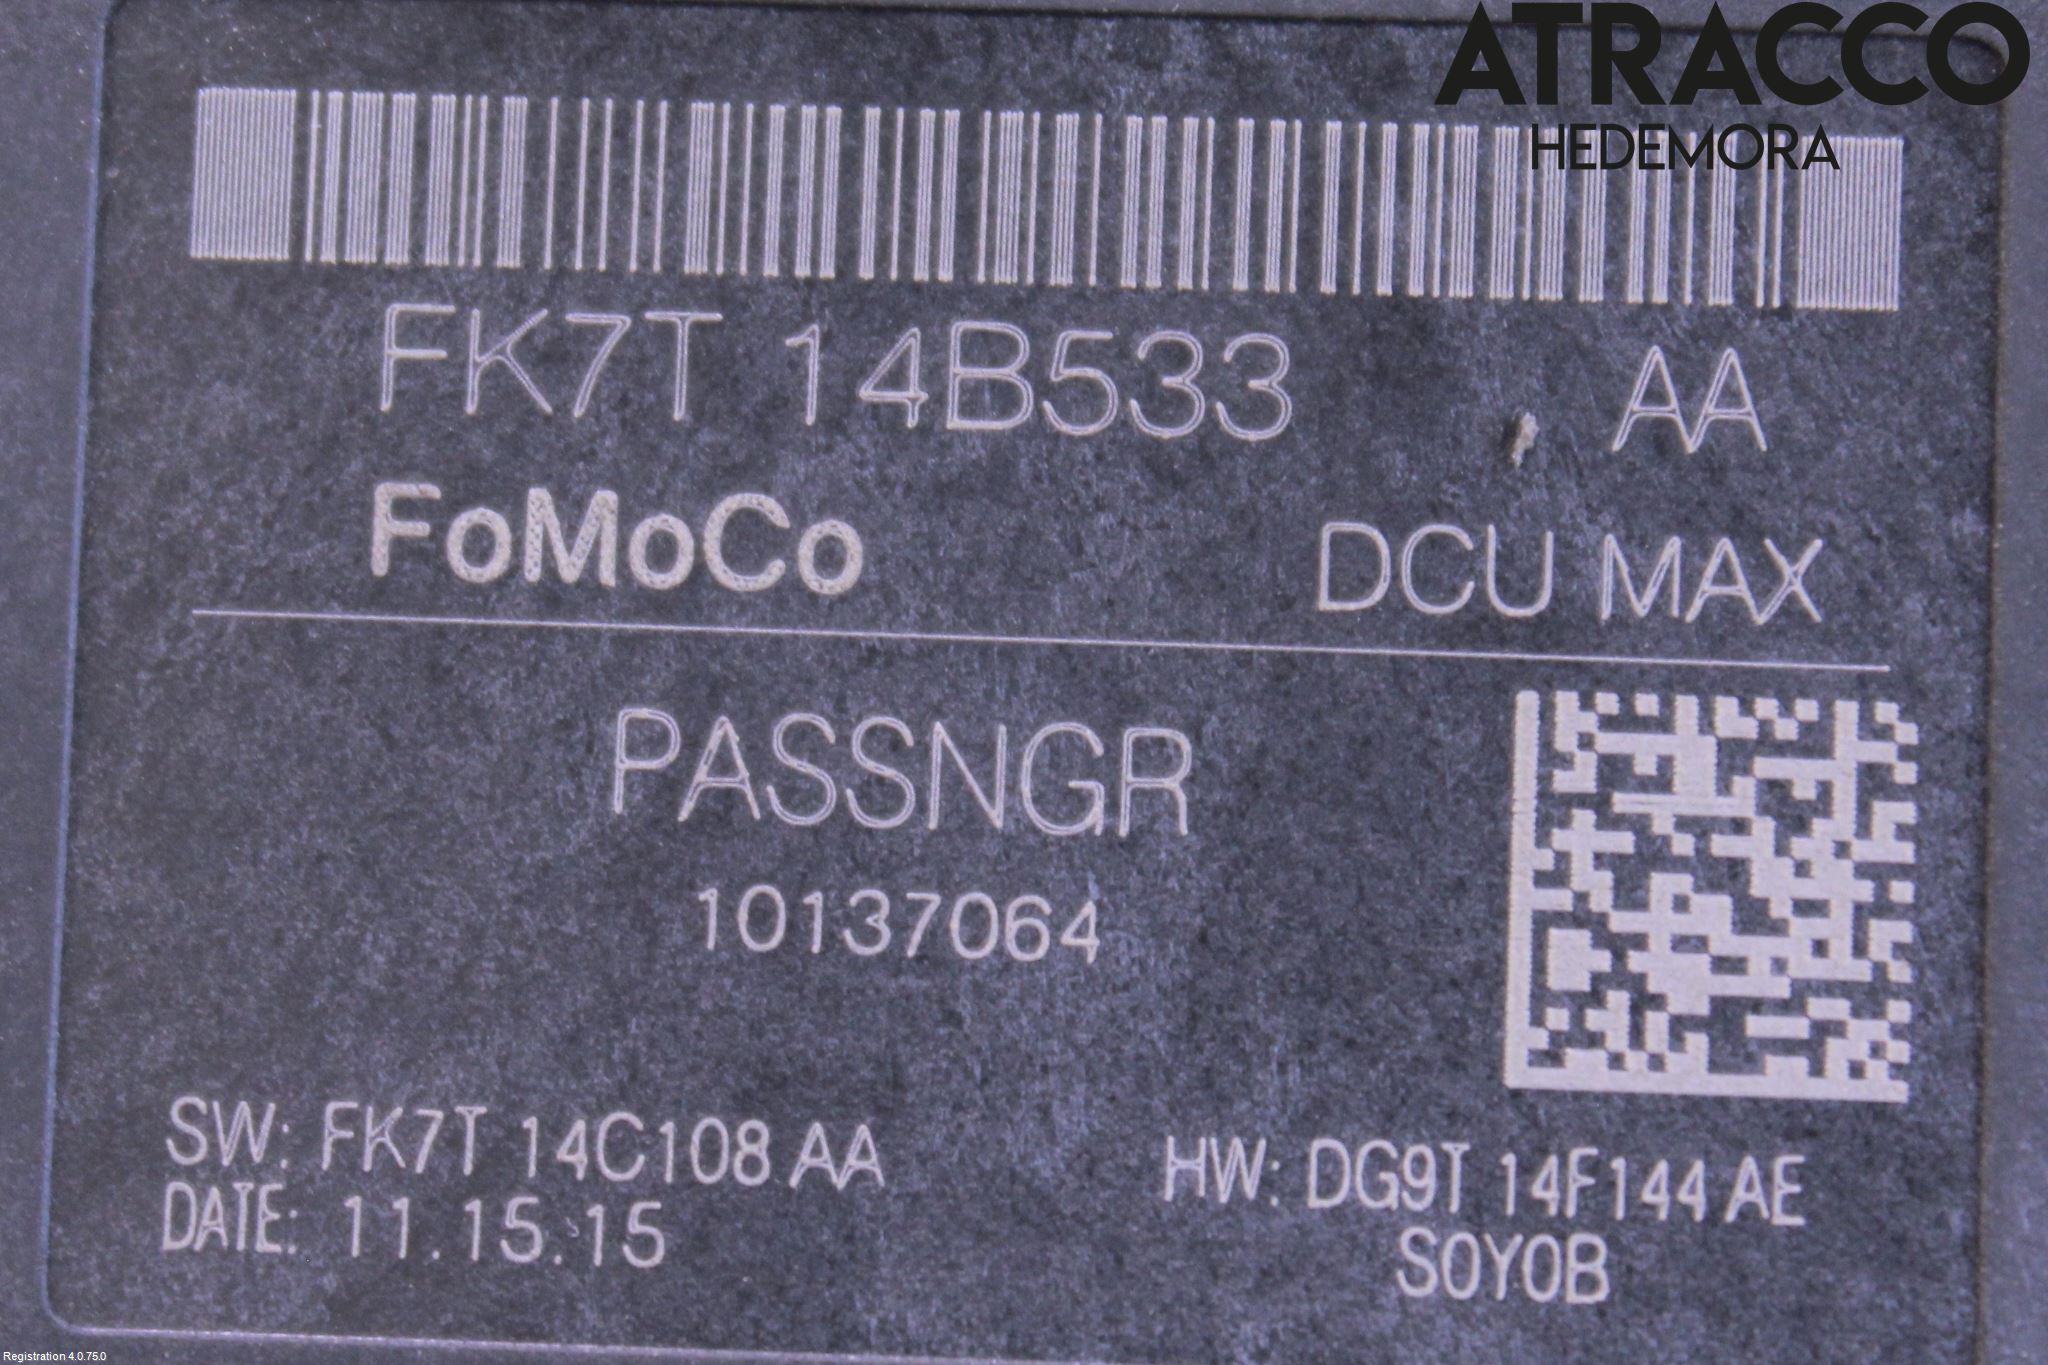 ATRACCO
HEDEMORA
FK7T 14B533 AA
FoMoCo DCU MAX
PASSNGR
10137064
SW: FK7T 14C108 AA
DATE: 11.15.15
HW: DG9T 14F144 AE
S0Y0B
Registration 4.0.75.0